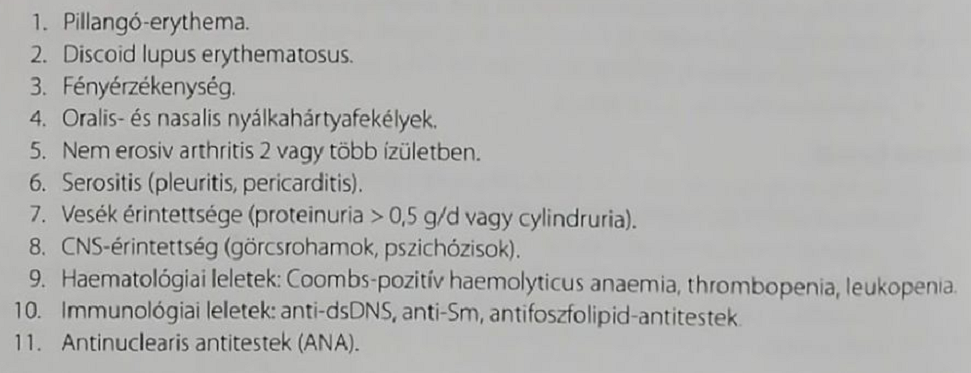 1. Pillangó-erythema.
2. Discoid lupus erythematosus.
3. Fényérzékenység.
4. Oralis- és nasalis nyálkahártyafekélyek.
5. Nem erosiv arthritis 2 vagy több ízületben.
6. Serositis (pleuritis, pericarditis).
7. Vesék érintettsége (proteinuria > 0,5 g/d vagy cylindruria).
8. CNS-érintettség (görcsrohamok, pszichózisok).
9. Haematológiai leletek: Coombs-pozitív haemolyticus anaemia, thrombopenia, leukopenia.
10. Immunológiai leletek: anti-dsDNS, anti-Sm, antifoszfolipid-antitestek.
11. Antinuclearis antitestek (ANA).